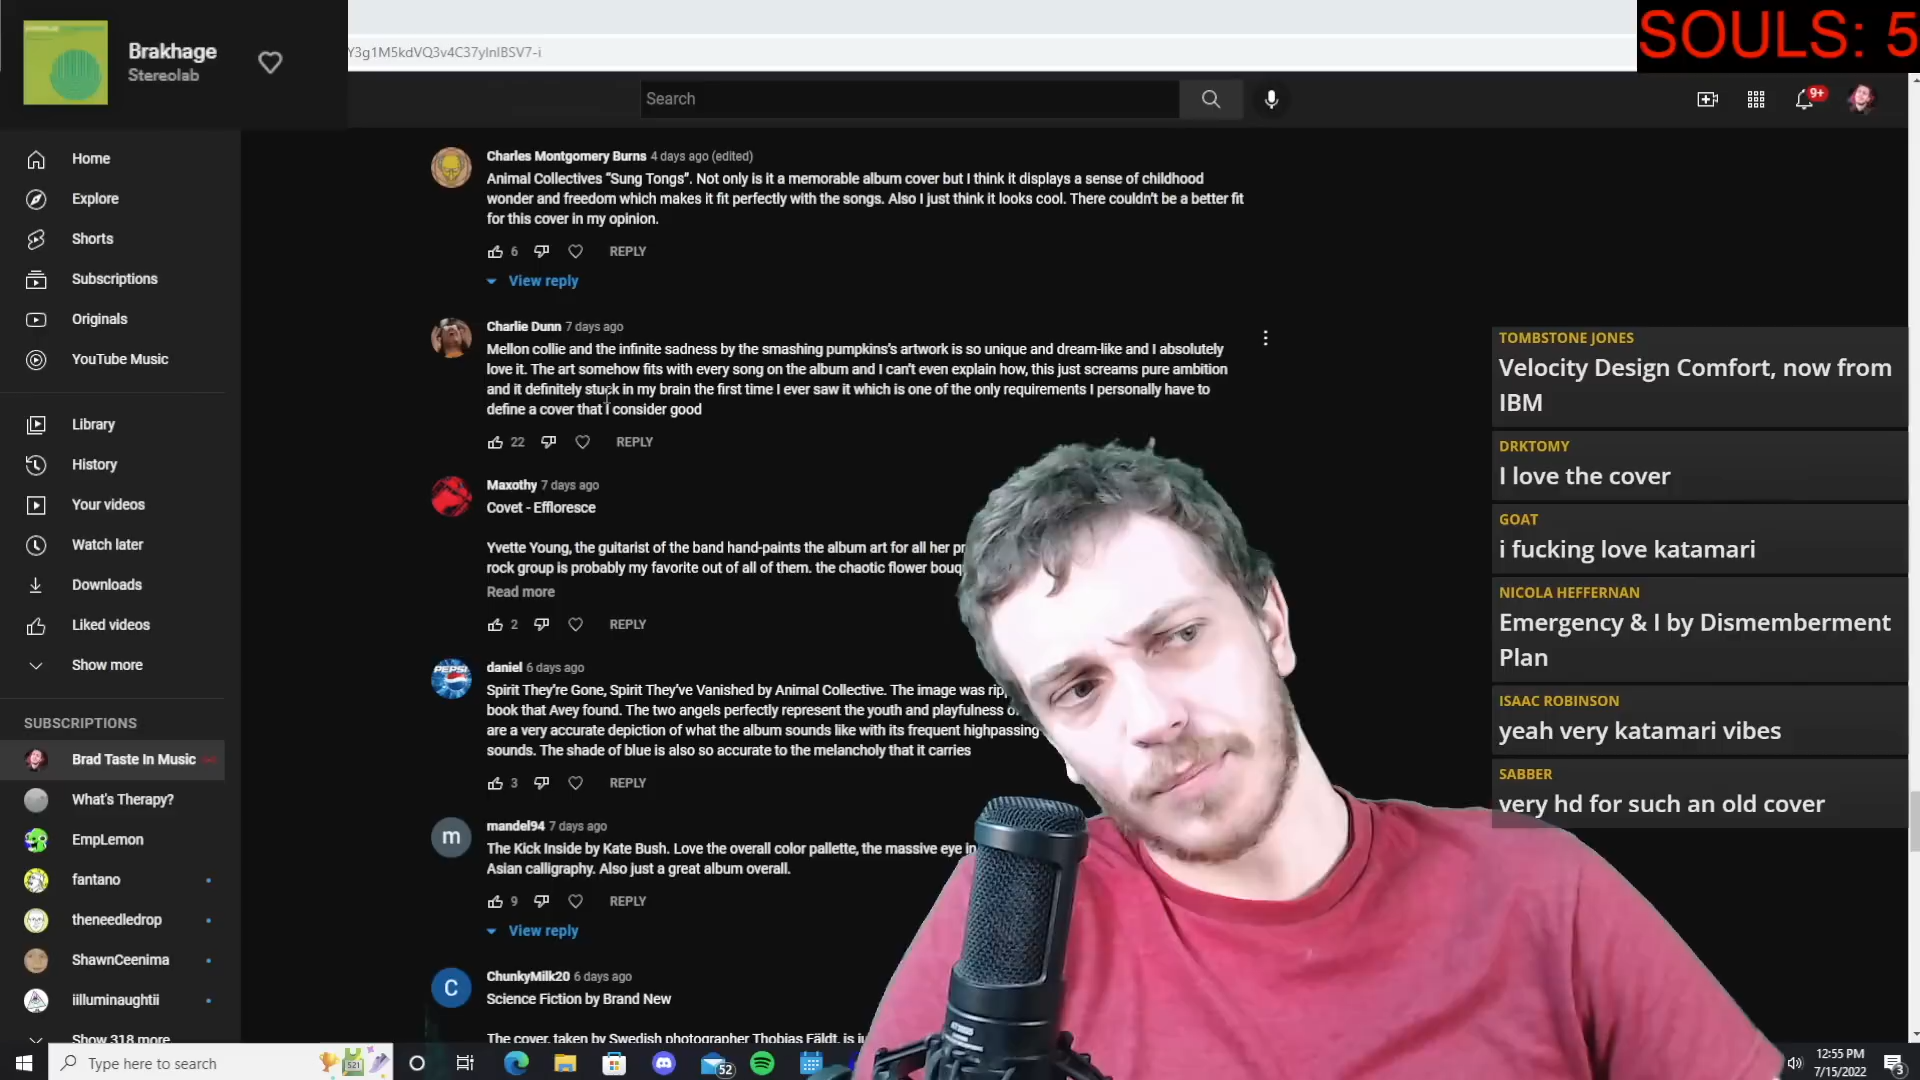 Brakhage
Stereolab
Y3g1M5kdVQ3v4C37yInIBSV7-i
SOULS: 5
Search
9+
Home
Explore
Shorts
Subscriptions
Originals
YouTube Music
Library
History
Your videos
Watch later
Downloads
Liked videos
Show more
SUBSCRIPTIONS
Brad Taste In Music
What's Therapy?
EmpLemon
fantano
theneedledrop
ShawnCeenima
iilluminaughtii
Show 318 more
Charles Montgomery Burns 4 days ago (edited)
Animal Collectives “Sung Tongs”. Not only is it a memorable album cover but I think it displays a sense of childhood
wonder and freedom which makes it fit perfectly with the songs. Also I just think it looks cool. There couldn't be a better fit
for this cover in my opinion.
6 REPLY
View reply
Charlie Dunn 7 days ago
Mellon collie and the infinite sadness by the smashing pumpkins's artwork is so unique and dream-like and I absolutely
love it. The art somehow fits with every song on the album and I can't even explain how, this just screams pure ambition
and it definitely stuck in my brain the first time I ever saw it which is one of the only requirements I personally have to
define a cover that I consider good
22 REPLY
Maxothy 7 days ago
Covet - Effloresce
Yvette Young, the guitarist of the band hand-paints the album art for all her
rock group is probably my favorite out of all of them. the chaotic flower
Read more
2 REPLY
PEPSI
daniel 6 days ago
Spirit They're Gone, Spirit They've Vanished by Animal Collective. The image was
book that Avey found. The two angels perfectly represent the youth and playfulness
are a very accurate depiction of what the album sounds like with its frequent highpassing
sounds. The shade of blue is also so accurate to the melancholy that it carries
3 REPLY
m
mandel94 7 days ago
The Kick Inside by Kate Bush. Love the overall color pallette, the massive eye in
Asian calligraphy. Also just a great album overall.
9 REPLY
View reply
C
ChunkyMilk20 6 days ago
Science Fiction by Brand New
The cover, taken by Swedish photographer Thobias Fäldt, is
TOMBSTONE JONES
Velocity Design Comfort, now from
IBM
DRKTOMY
I love the cover
GOAT
i fucking love katamari
NICOLA HEFFERNAN
Emergency & I by Dismemberment
Plan
ISAAC ROBINSON
yeah very katamari vibes
SABBER
very hd for such an old cover
Type here to search
52
12:55 PM
7/15/2022
3